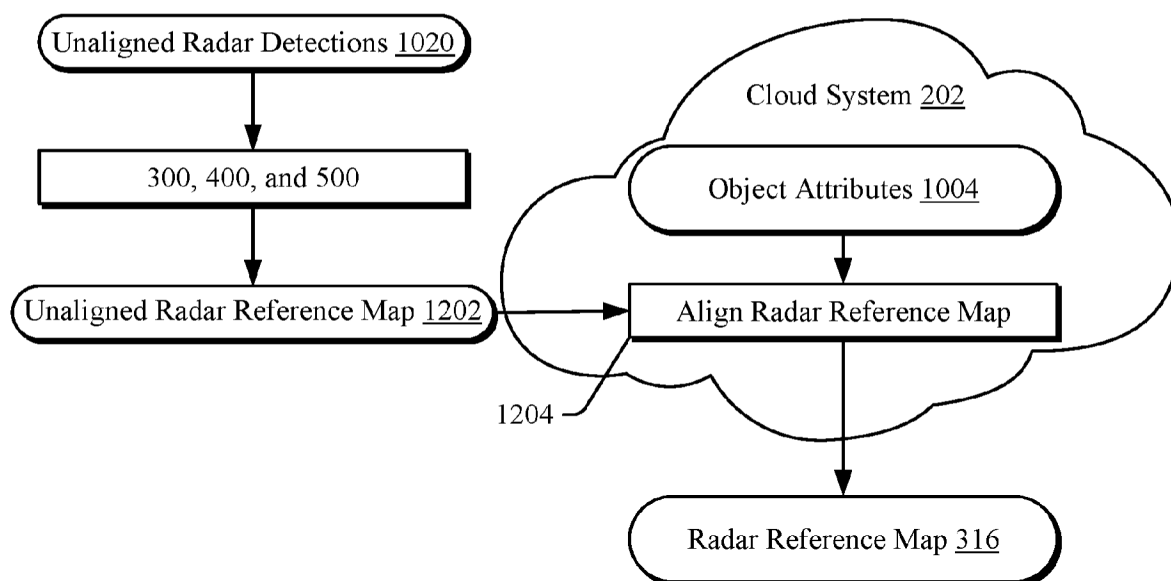 Unaligned Radar Detections 1020
300, 400, and 500
Unaligned Radar Reference Map 1202
Cloud System 202
Object Attributes 1004
Align Radar Reference Map
1204
Radar Reference Map 316